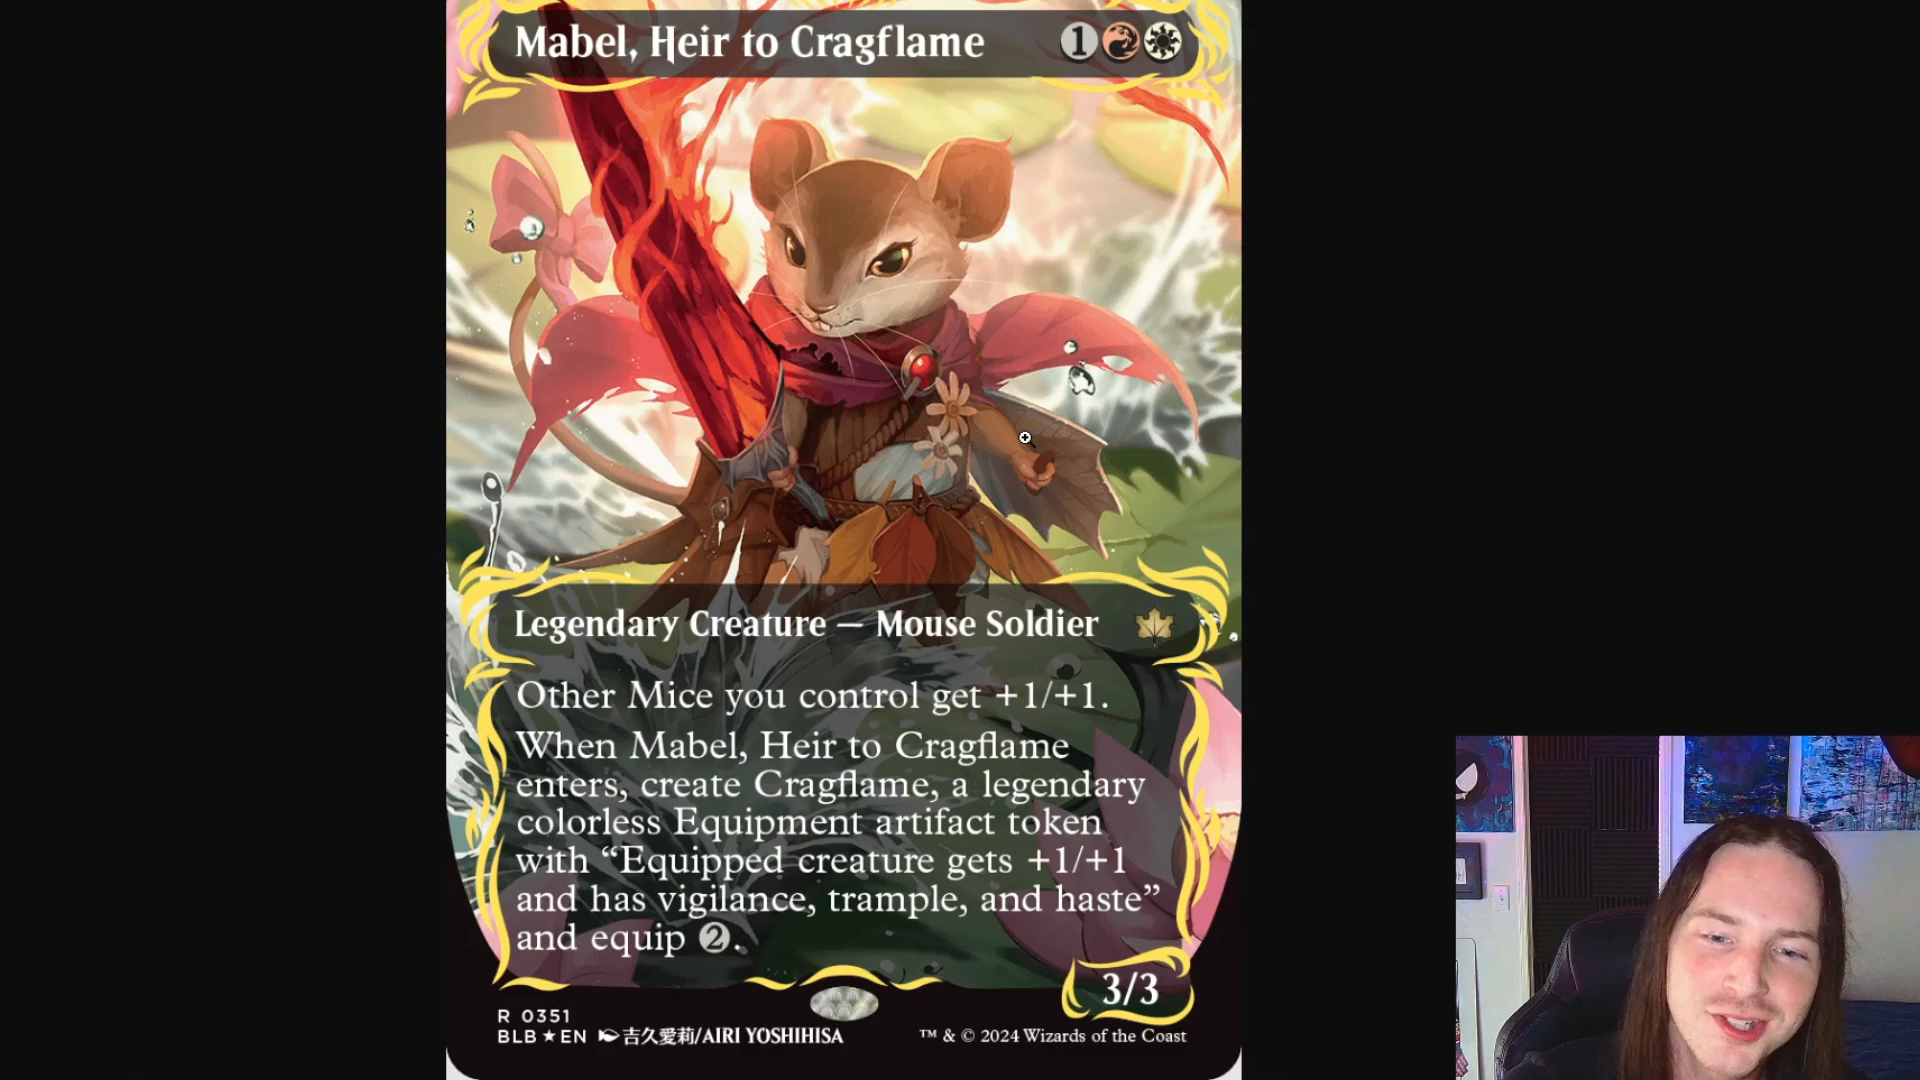 Mabel, Heir to Cragflame 1
Legendary Creature — Mouse Soldier
Other Mice you control get +1/+1.
When Mabel, Heir to Cragflame
enters, create Cragflame, a legendary
colorless Equipment artifact token
with “Equipped creature gets +1/+1
and has vigilance, trample, and haste”
and equip 2.
3/3
R 0351
BLB ★ EN 吉久愛莉/AIRI YOSHIHISA
™ & © 2024 Wizards of the Coast